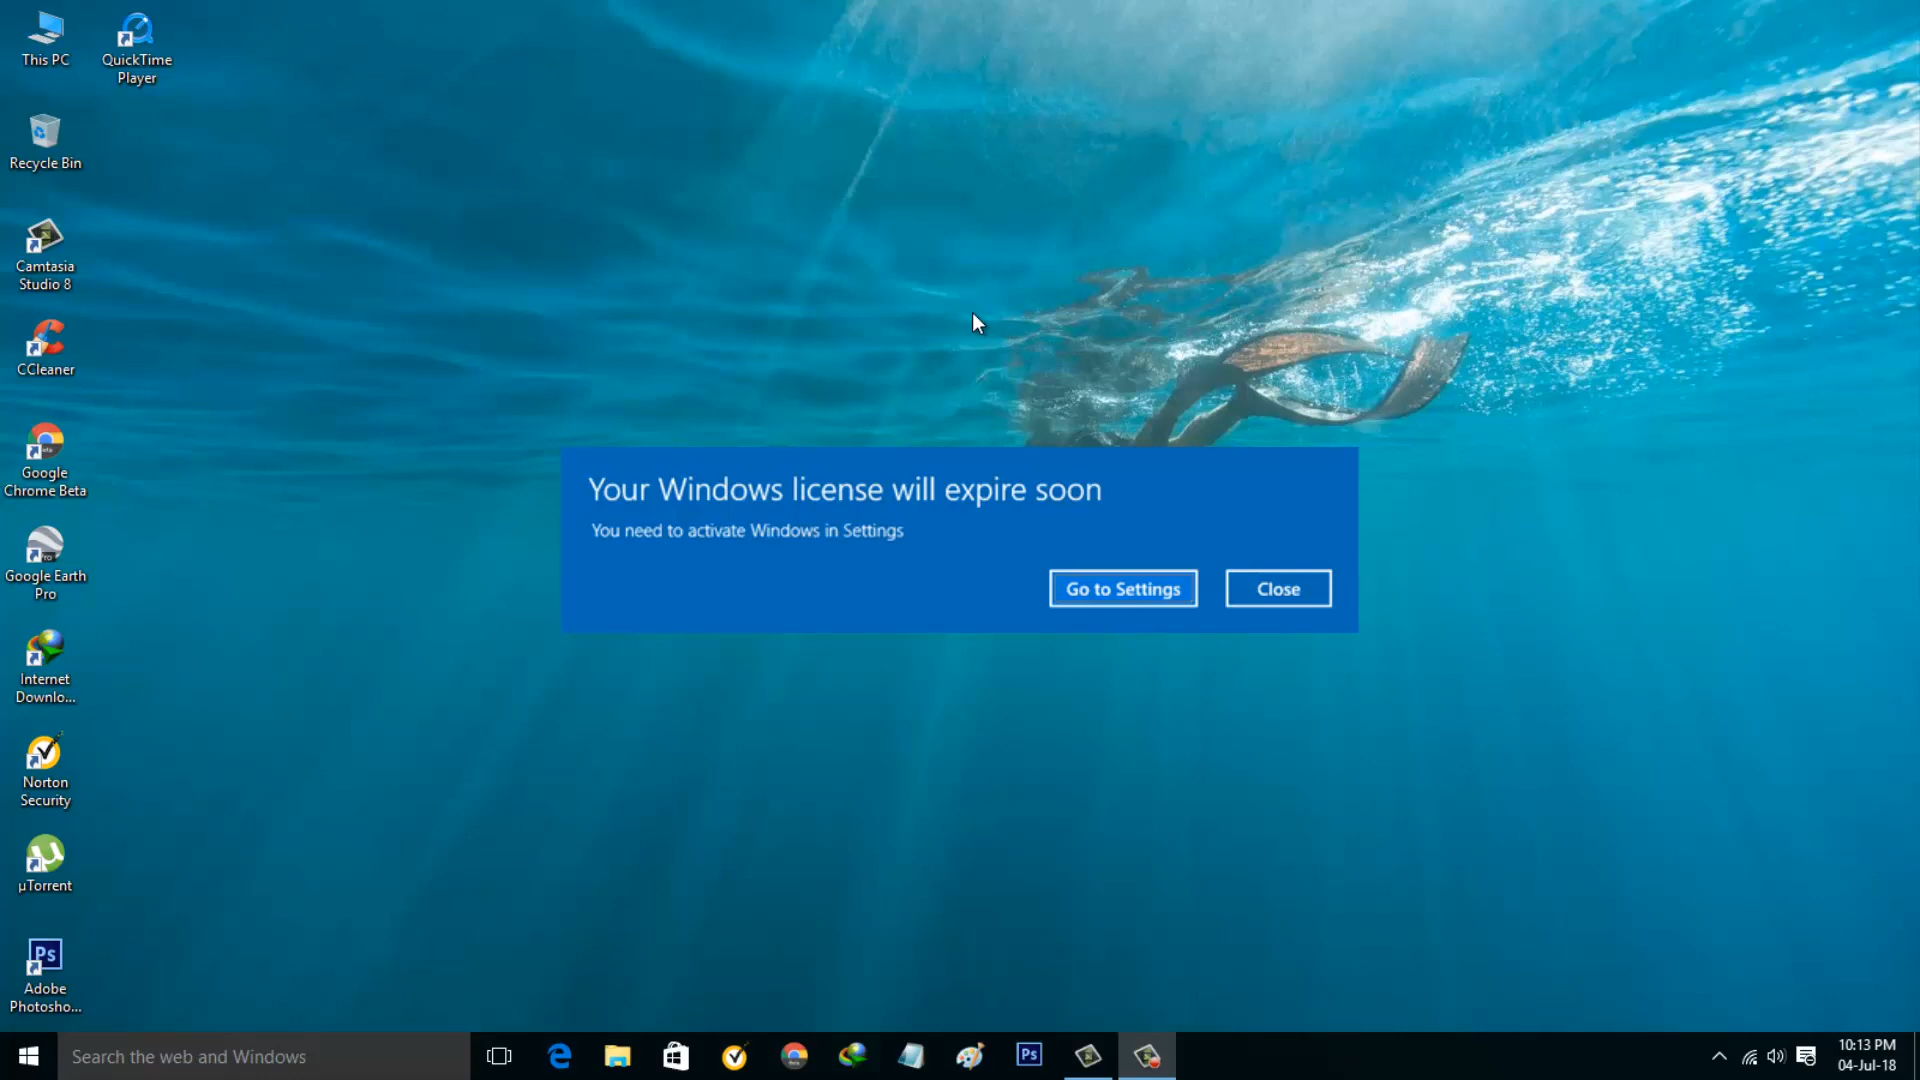 This PC
QuickTime
Player
Recycle Bin
Camtasia
Studio 8
CCleaner
Google
Chrome Beta
Google Earth
Pro
Internet
Downlo...
Norton
Security
µTorrent
Ps
Adobe
Photosho...
Your Windows license will expire soon
You need to activate Windows in Settings
Go to Settings
Close
Search the web and Windows
Ps
10:13 PM
04-Jul-18